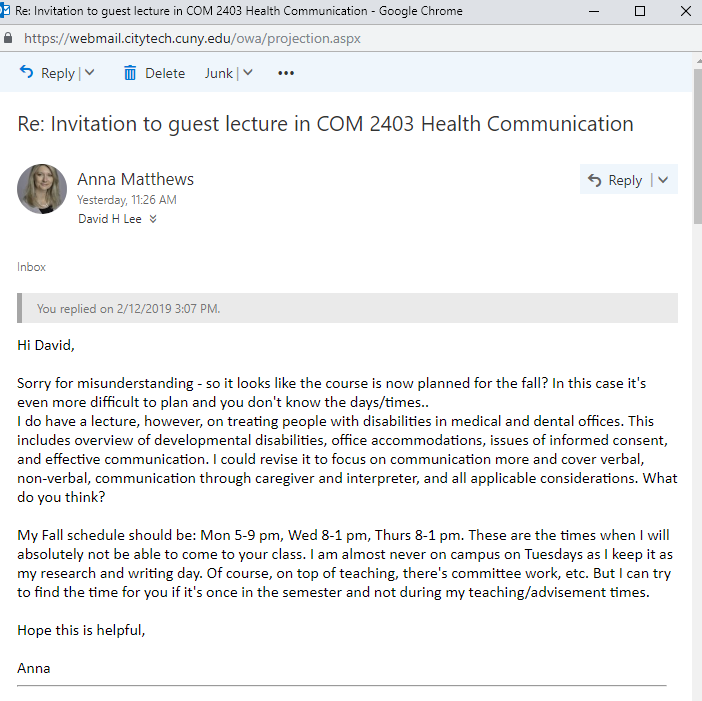 Re: Invitation to guest lecture in COM 2403 Health Communication - Google Chrome
https://webmail.citytech.cuny.edu/owa/projection.aspx
Reply Delete Junk
Re: Invitation to guest lecture in COM 2403 Health Communication
Anna Matthews
Reply
Yesterday, 11:26 AM
David H Lee
Inbox
You replied on 2/12/2019 3:07 PM.
Hi David,
Sorry for misunderstanding - so it looks like the course is now planned for the fall? In this case it's
even more difficult to plan and you don't know the days/times..
I do have a lecture, however, on treating people with disabilities in medical and dental offices. This
includes overview of developmental disabilities, office accommodations, issues of informed consent,
and effective communication. I could revise it to focus on communication more and cover verbal,
non-verbal, communication through caregiver and interpreter, and all applicable considerations. What
do you think?
My Fall schedule should be: Mon 5-9 pm, Wed 8-1 pm, Thurs 8-1 pm. These are the times when I will
absolutely not be able to come to your class. I am almost never on campus on Tuesdays as I keep it as
my research and writing day. Of course, on top of teaching, there's committee work, etc. But I can try
to find the time for you if it's once in the semester and not during my teaching/advisement times.
Hope this is helpful,
Anna